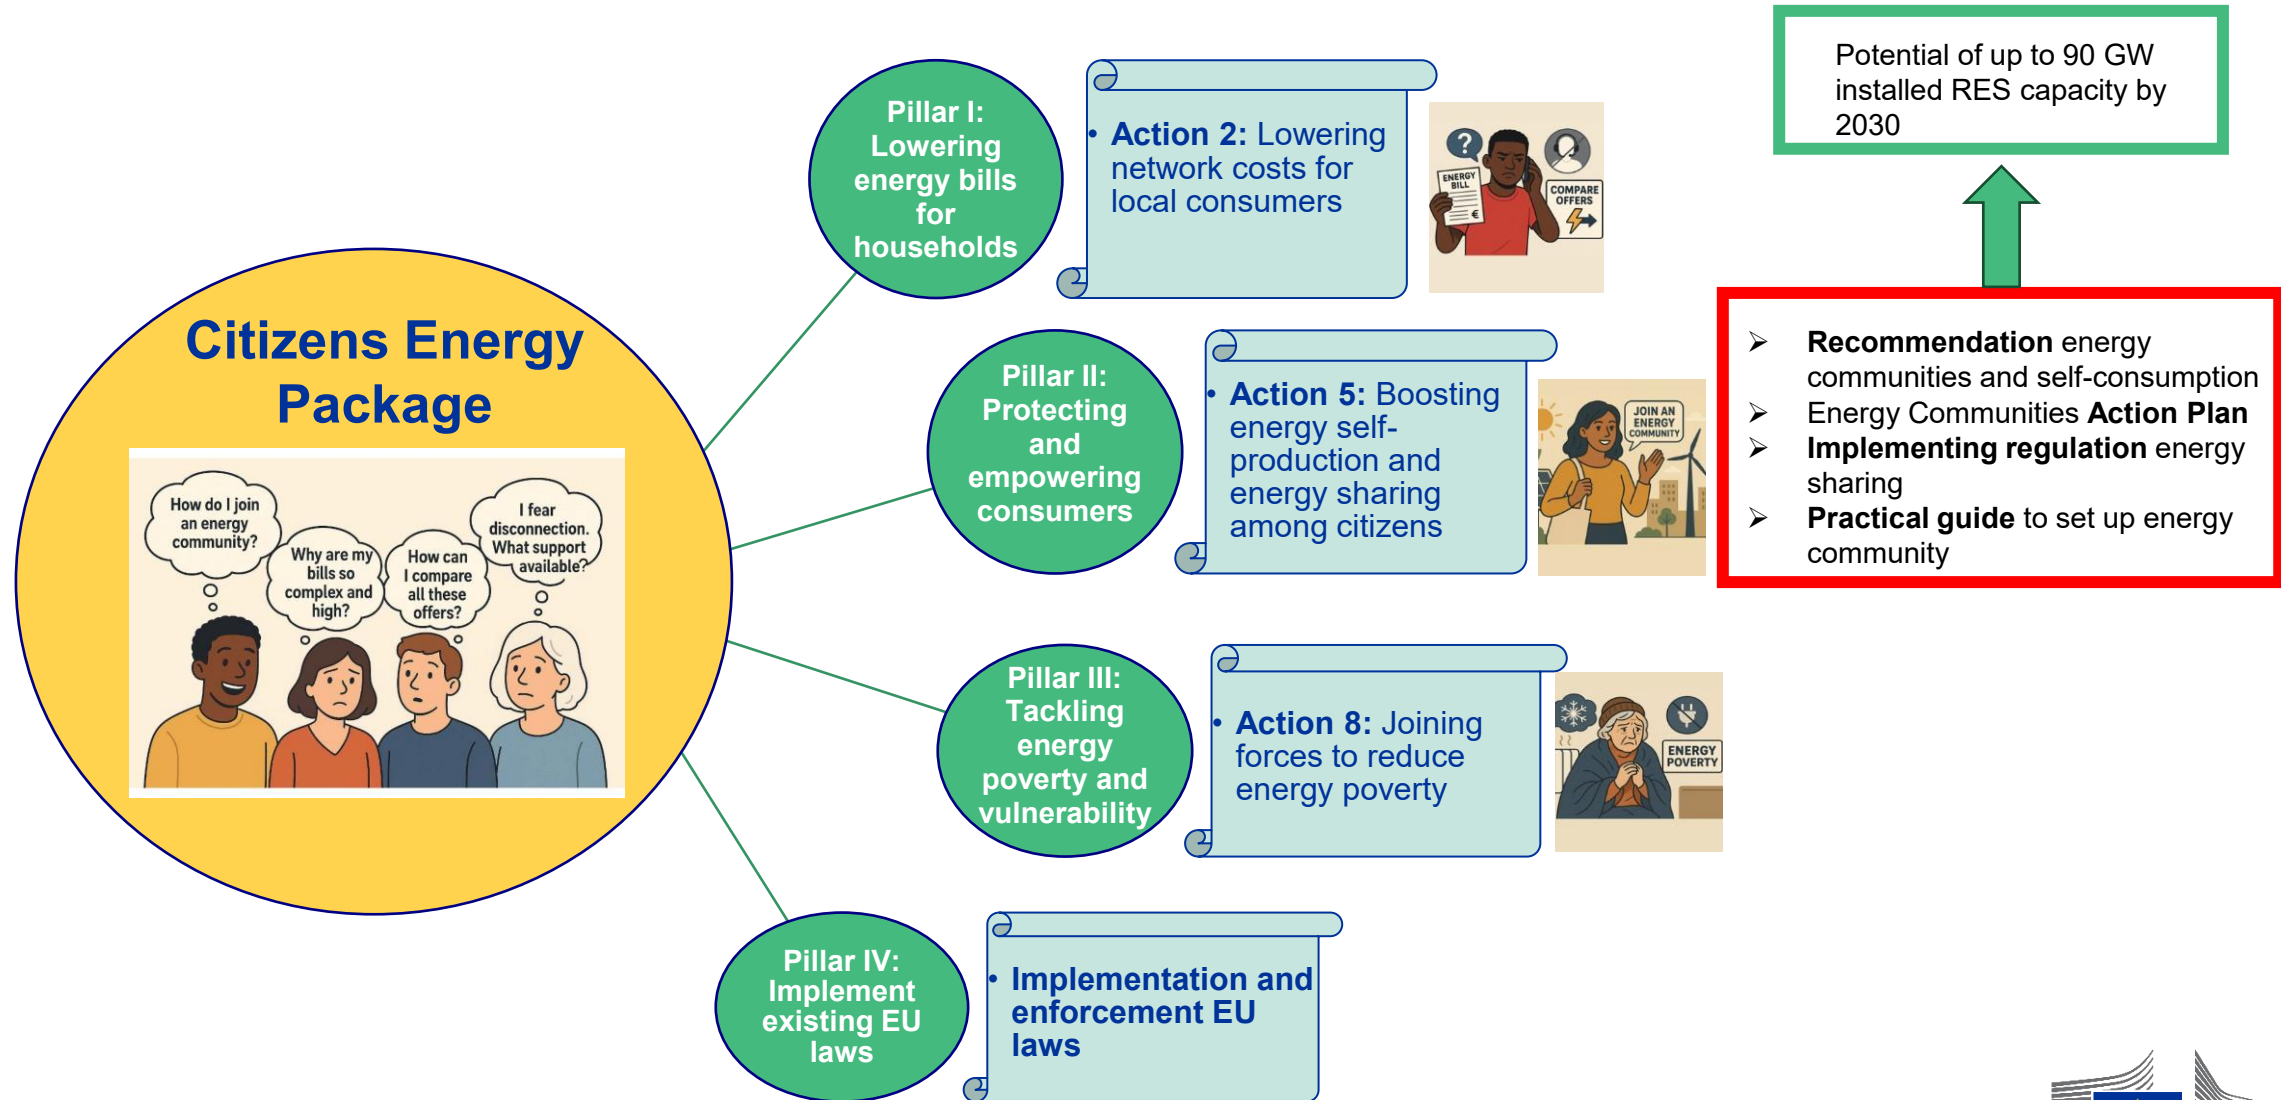 Citizens Energy
Package
How do I join
an energy
community?
Why are my
bills so
complex and
high?
How can
I compare
all these
offers?
I fear
disconnection.
What support
available?
Pillar I:
Lowering
energy bills
for
households
• Action 2: Lowering
network costs for
local consumers
?
ENERGY
BILL
€
COMPARE
OFFERS
Pillar II:
Protecting
and
empowering
consumers
• Action 5: Boosting
energy self-
production and
energy sharing
among citizens
JOIN AN
ENERGY
COMMUNITY
Pillar III:
Tackling
energy
poverty and
vulnerability
• Action 8: Joining
forces to reduce
energy poverty
ENERGY
POVERTY
Pillar IV:
Implement
existing EU
laws
• Implementation and
enforcement EU
laws
Potential of up to 90 GW
installed RES capacity by
2030
➢ Recommendation energy
communities and self-consumption
➢ Energy Communities Action Plan
➢ Implementing regulation energy
sharing
➢ Practical guide to set up energy
community